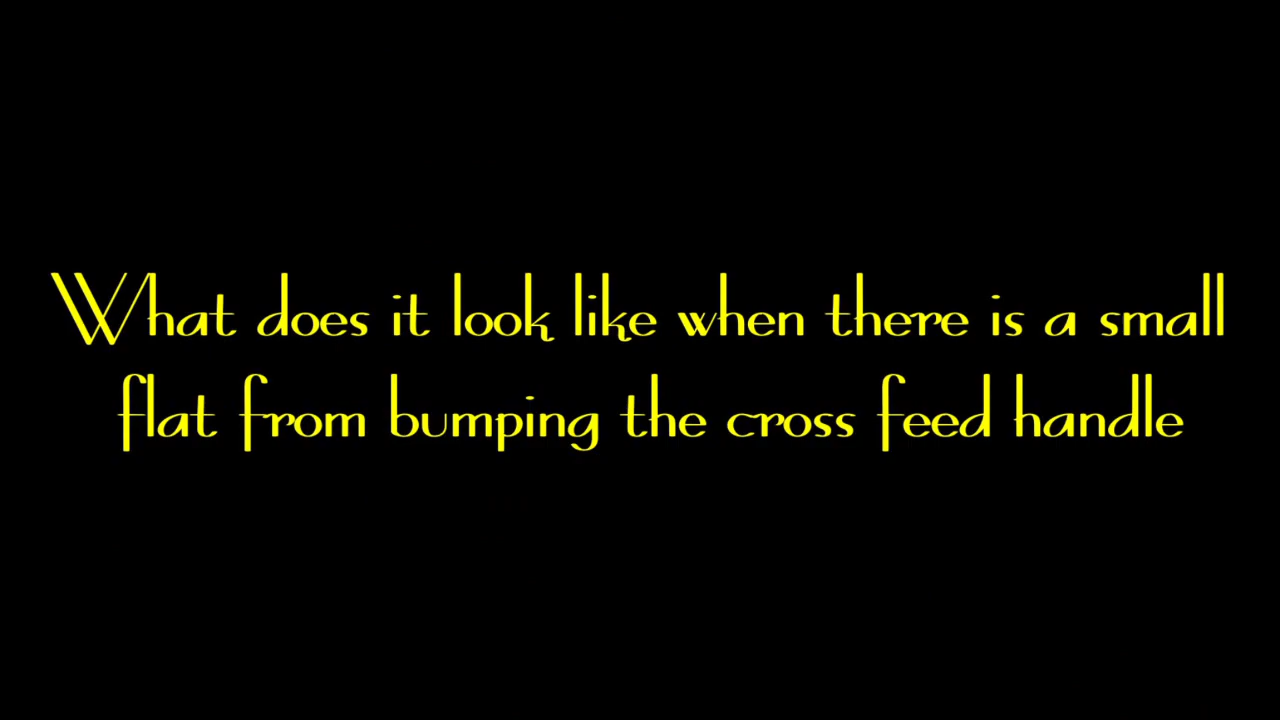 What does it look like when there is a small
flat from bumping the cross feed handle